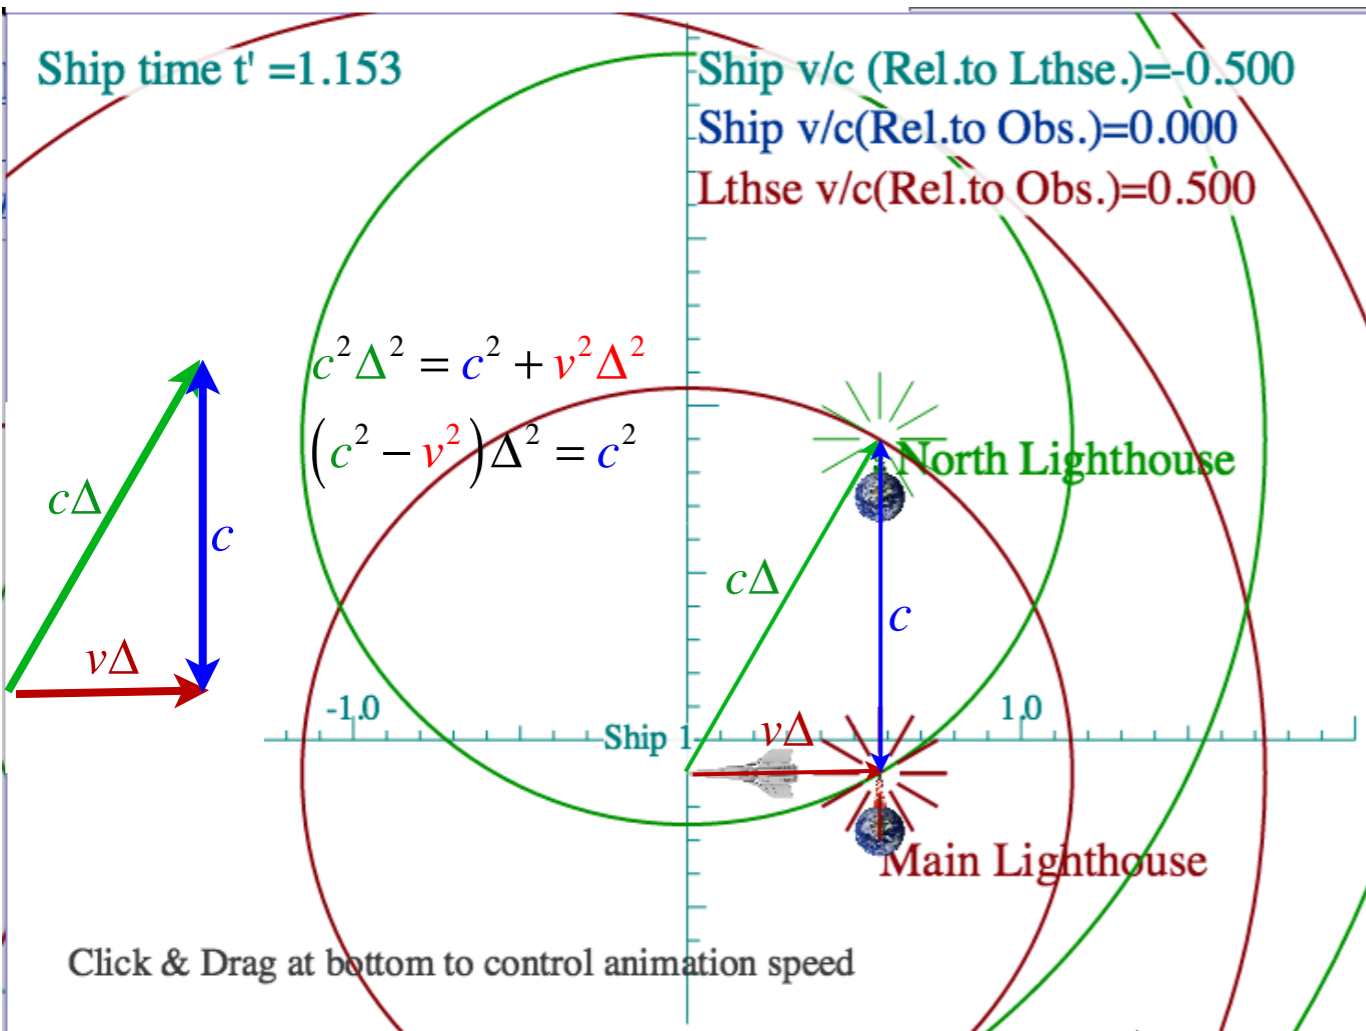 Ship time t' =1.153
Ship v/c (Rel.to Lthse.)=-0.500
Ship v/c(Rel.to Obs.)=0.000
Lthse v/c(Rel.to Obs.)=0.500
c²Δ² = c² + v²Δ²
(c² − v²)Δ² = c²
cΔ
c
vΔ
North Lighthouse
cΔ
c
-1.0
1.0
Ship 1
vΔ
Main Lighthouse
Click & Drag at bottom to control animation speed